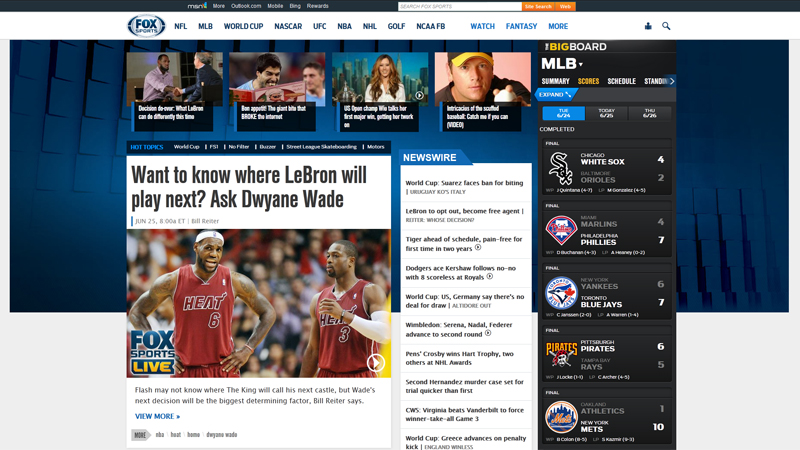 msn
More
Outlook.com
Mobile
Bing
Rewards
SEARCH FOX SPORTS
Site Search
Web
FOX
SPORTS
NFL
MLB
WORLD CUP
NASCAR
UFC
NBA
NHL
GOLF
NCAA FB
WATCH
FANTASY
MORE
Decision do-over: What LeBron
can do differently this time
Bon appetit! The giant bite that
BROKE the internet
US Open champ Wie talks her
first major win, getting her twerk
on
Intricacies of the scuffed
baseball: Catch me if you can
(VIDEO)
HOT TOPICS
World Cup
FS1
No Filter
Buzzer
Street League Skateboarding
Motors
Want to know where LeBron will
play next? Ask Dwyane Wade
JUN 25, 8:00a ET | Bill Reiter
HEAT
6
HEAT
3
FOX
SPORTS
LIVE
Flash may not know where The King will call his next castle, but Wade's
next decision will be the biggest determining factor, Bill Reiter says.
VIEW MORE »
MORE
nba
heat
home
dwyane wade
NEWSWIRE
World Cup: Suarez faces ban for biting
| URUGUAY KO'S ITALY
LeBron to opt out, become free agent |
REITER: WHOSE DECISION?
Tiger ahead of schedule, pain-free for
first time in two years
Dodgers ace Kershaw follows no-no
with 8 scoreless at Royals
World Cup: US, Germany say there's no
deal for draw | ALTIDORE OUT
Wimbledon: Serena, Nadal, Federer
advance to second round
Pens' Crosby wins Hart Trophy, two
others at NHL Awards
Second Hernandez murder case set for
trial quicker than first
CWS: Virginia beats Vanderbilt to force
winner-take-all Game 3
World Cup: Greece advances on penalty
kick | ENGLAND WINLESS
THE BIGBOARD
MLB
SUMMARY
SCORES
SCHEDULE
STANDIN
EXPAND
TUE
6/24
TODAY
6/25
THU
6/26
COMPLETED
FINAL
CHICAGO
WHITE SOX
4
BALTIMORE
ORIOLES
2
WP J Quintana (4-7)
LP M Gonzalez (4-5)
FINAL
MIAMI
MARLINS
4
PHILADELPHIA
PHILLIES
7
WP D Buchanan (4-3)
LP A Heaney (0-2)
FINAL
NEW YORK
YANKEES
6
TORONTO
BLUE JAYS
7
WP C Janssen (2-0)
LP A Warren (1-4)
FINAL
PIRATES
PITTSBURGH
PIRATES
6
TAMPA BAY
RAYS
5
WP J Locke (1-1)
LP C Archer (4-5)
FINAL
OAKLAND
ATHLETICS
1
Mets
NEW YORK
METS
10
WP B Colon (8-5)
LP S Kazmir (9-3)